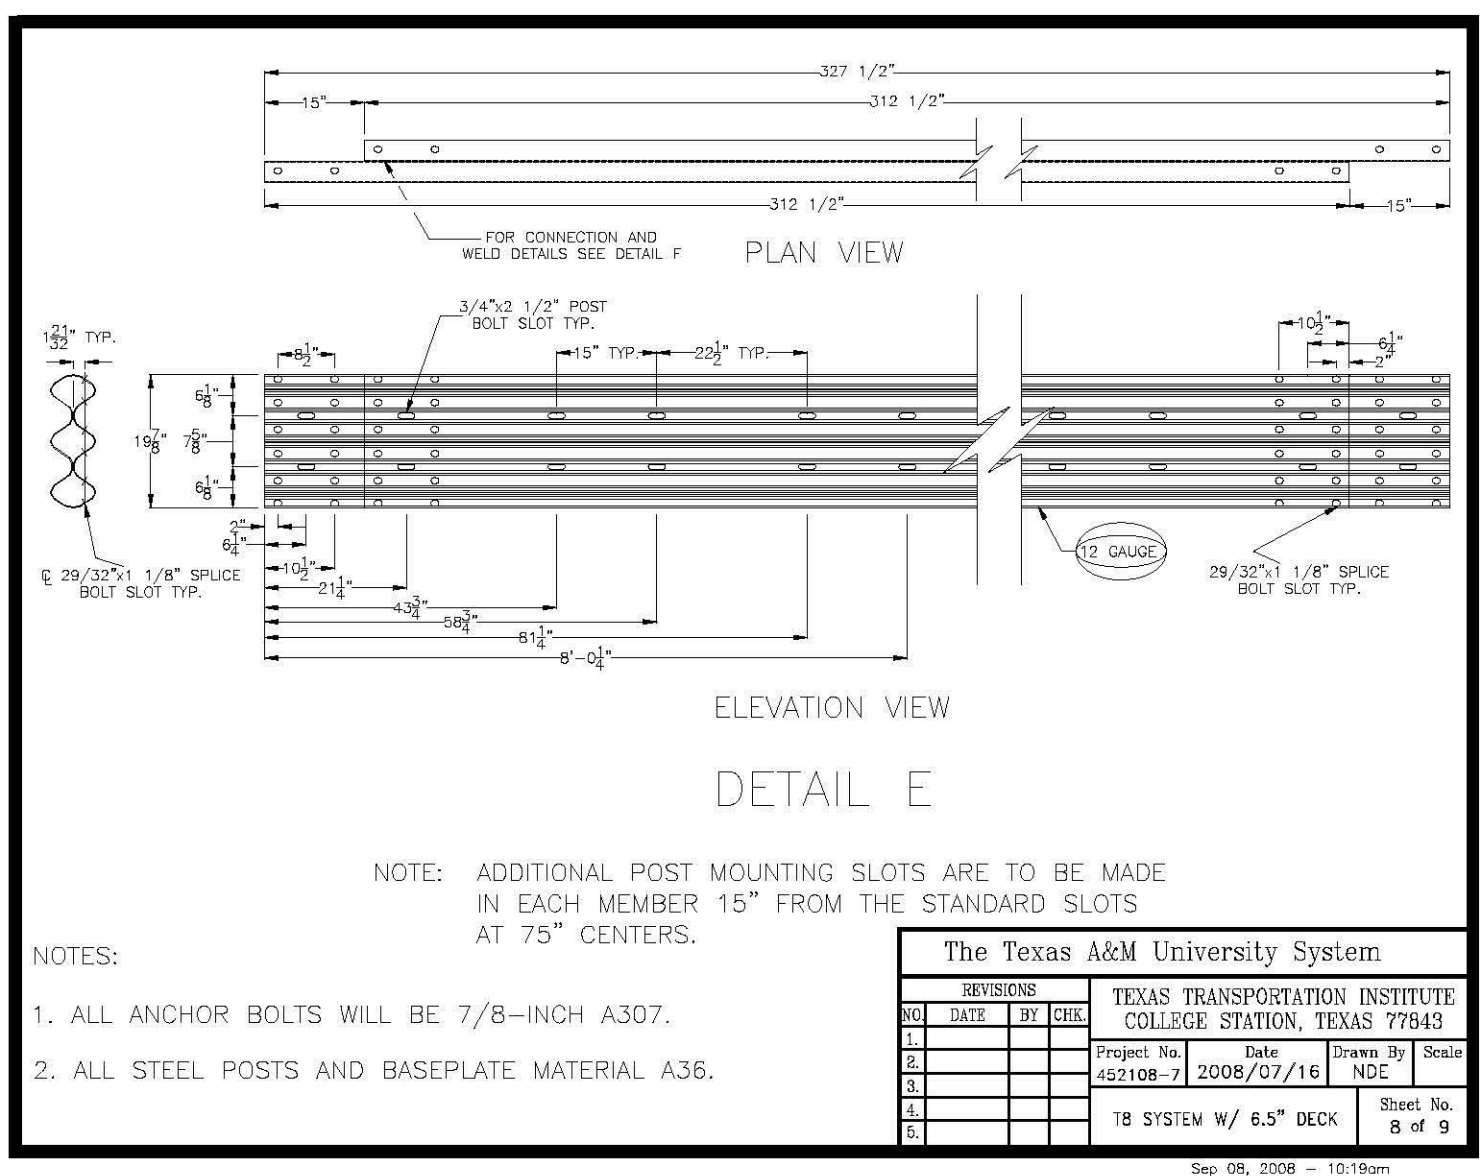 327 1/2"
15"
312 1/2"
312 1/2"
15"
FOR CONNECTION AND
WELD DETAILS SEE DETAIL F
PLAN VIEW
3/4"x2 1/2" POST
BOLT SLOT TYP.
1 21/32" TYP.
8 1/2"
15" TYP.
22 1/2" TYP.
10 1/2"
6 1/4"
2"
6 1/8"
19 7/8"
7 5/8"
6 1/8"
2"
6 1/4"
10 1/2"
21 1/4"
43 3/4"
58 3/4"
81 1/4"
8'-0 1/4"
℄ 29/32"x1 1/8" SPLICE
BOLT SLOT TYP.
12 GAUGE
29/32"x1 1/8" SPLICE
BOLT SLOT TYP.
ELEVATION VIEW
DETAIL E
NOTE: ADDITIONAL POST MOUNTING SLOTS ARE TO BE MADE
IN EACH MEMBER 15" FROM THE STANDARD SLOTS
AT 75" CENTERS.
NOTES:
1. ALL ANCHOR BOLTS WILL BE 7/8-INCH A307.
2. ALL STEEL POSTS AND BASEPLATE MATERIAL A36.
The Texas A&M University System
REVISIONS
NO. DATE BY CHK.
1.
2.
3.
4.
5.
TEXAS TRANSPORTATION INSTITUTE
COLLEGE STATION, TEXAS 77843
Project No. Date Drawn By Scale
452108-7 2008/07/16 NDE
T8 SYSTEM W/ 6.5" DECK
Sheet No.
8 of 9
Sep 08, 2008 - 10:19am